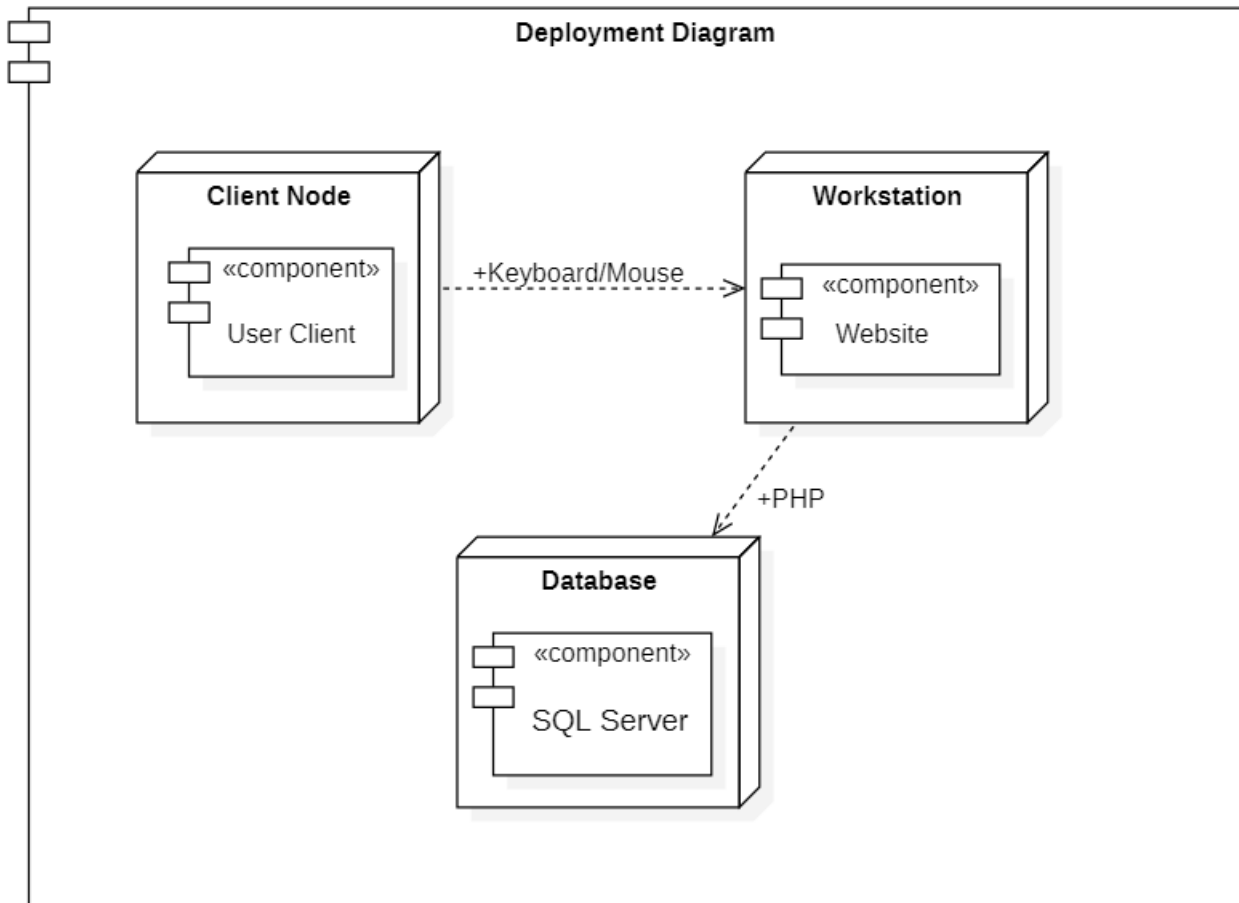 Deployment Diagram
Client Node
«component»
User Client
+Keyboard/Mouse
Workstation
«component»
Website
+PHP
Database
«component»
SQL Server